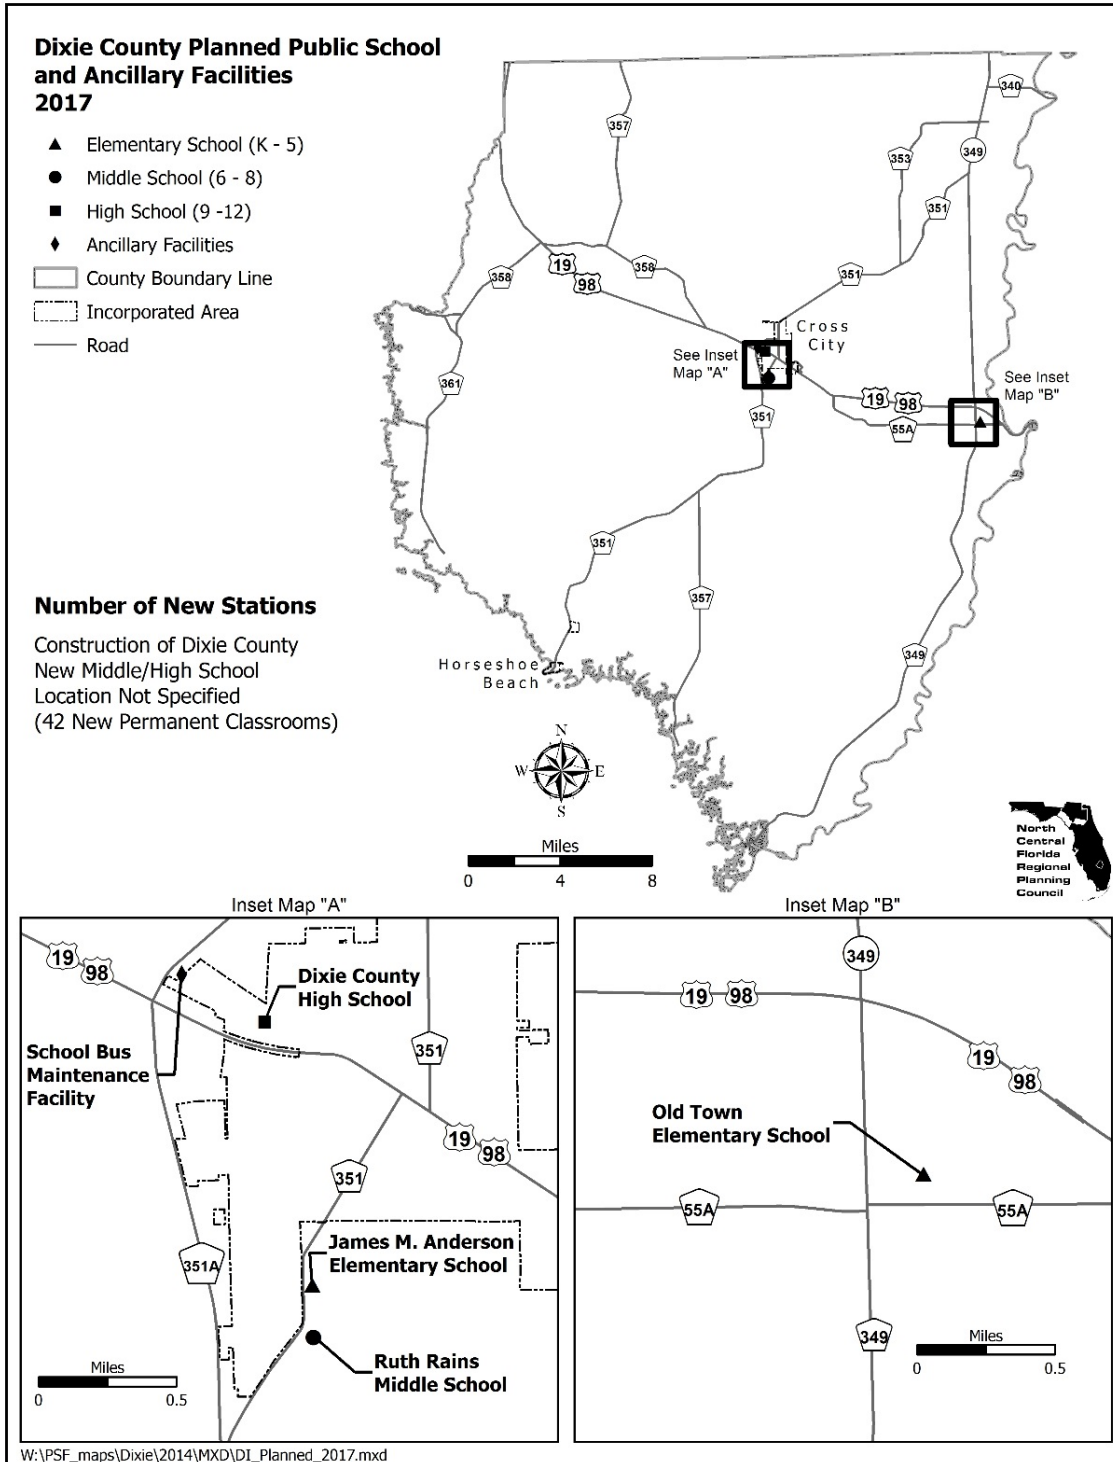 Dixie County Planned Public School
and Ancillary Facilities
2017
Elementary School (K - 5)
Middle School (6 - 8)
High School (9 -12)
Ancillary Facilities
County Boundary Line
Incorporated Area
Road
340
357
349
353
351
358
19
98
358
351
Cross
City
See Inset
Map "A"
See Inset
Map "B"
361
351
19
98
55A
351
357
349
Horseshoe
Beach
Number of New Stations
Construction of Dixie County
New Middle/High School
Location Not Specified
(42 New Permanent Classrooms)
N
W
E
S
Miles
0
4
8
North
Central
Florida
Regional
Planning
Council
Inset Map "A"
19
98
Dixie County
High School
School Bus
Maintenance
Facility
351
19
98
351
James M. Anderson
Elementary School
351A
Ruth Rains
Middle School
Miles
0
0.5
Inset Map "B"
349
19
98
19
98
Old Town
Elementary School
55A
55A
349
Miles
0
0.5
W:\PSF_maps\Dixie\2014\MXD\DI_Planned_2017.mxd